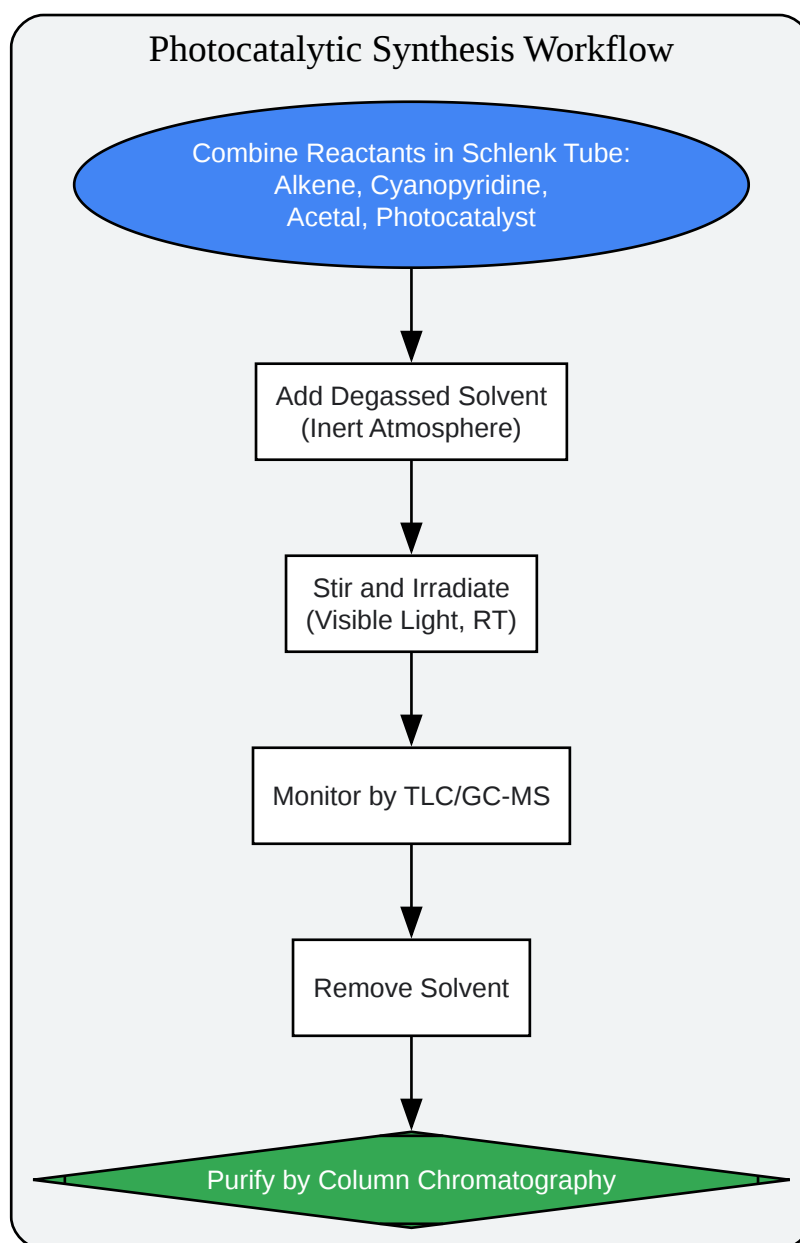 Photocatalytic Synthesis Workflow
Combine Reactants in Schlenk Tube:
Alkene, Cyanopyridine,
Acetal, Photocatalyst
Add Degassed Solvent
(Inert Atmosphere)
Stir and Irradiate
(Visible Light, RT)
Monitor by TLC/GC-MS
Remove Solvent
Purify by Column Chromatography